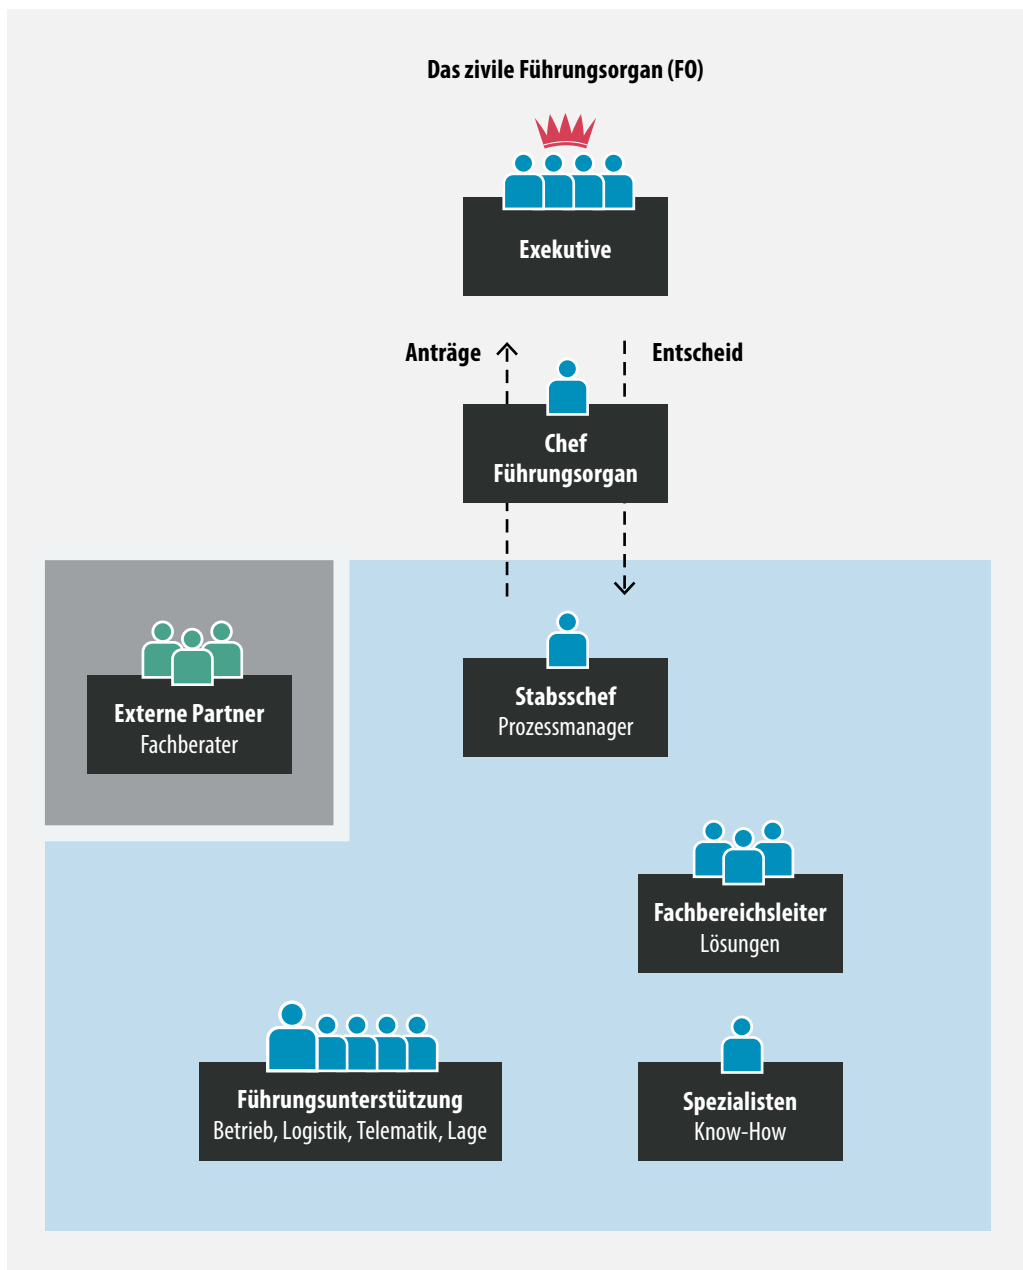 Das zivile Führungsorgan (FO)
Exekutive
Anträge
Entscheid
Chef
Führungsorgan
Externe Partner
Fachberater
Stabsschef
Prozessmanager
Fachbereichsleiter
Lösungen
Führungsunterstützung
Betrieb, Logistik, Telematik, Lage
Spezialisten
Know-How